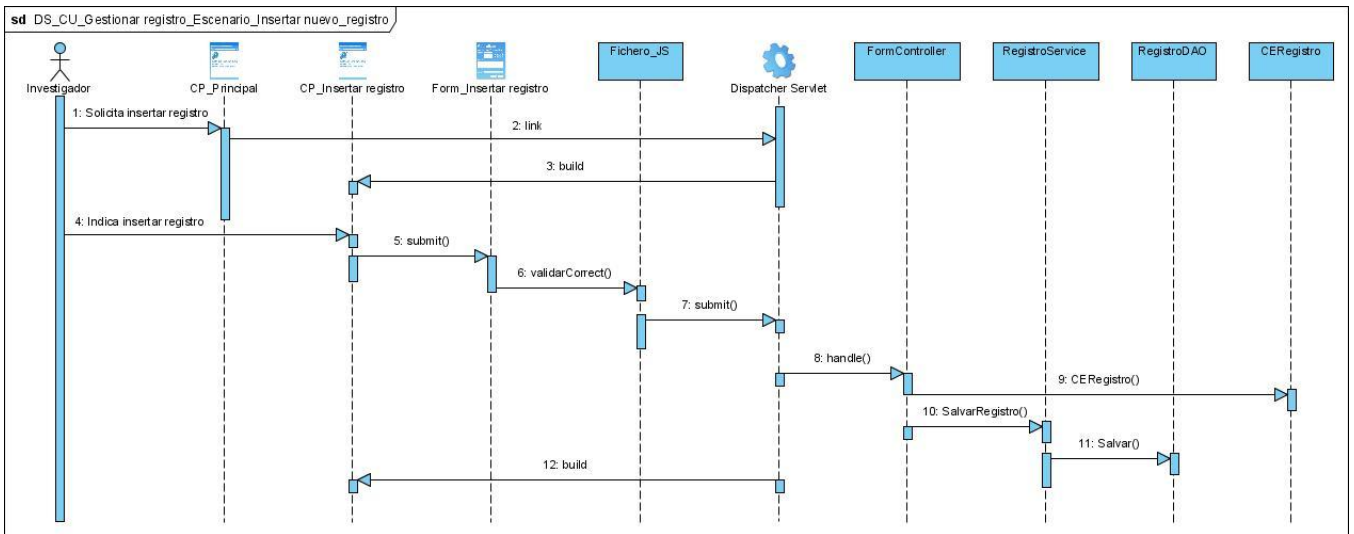 sd DS_CU_Gestionar registro_Escenario_Insertar nuevo_registro
Investigador
CP_Principal
CP_Insertar registro
Form_Insertar registro
Fichero_JS
Dispatcher Servlet
FormController
RegistroService
RegistroDAO
CERegistro
1: Solicita insertar registro
2: link
3: build
4: Indica insertar registro
5: submit()
6: validarCorrect()
7: submit()
8: handle()
9: CERegistro()
10: SalvarRegistro()
11: Salvar()
12: build